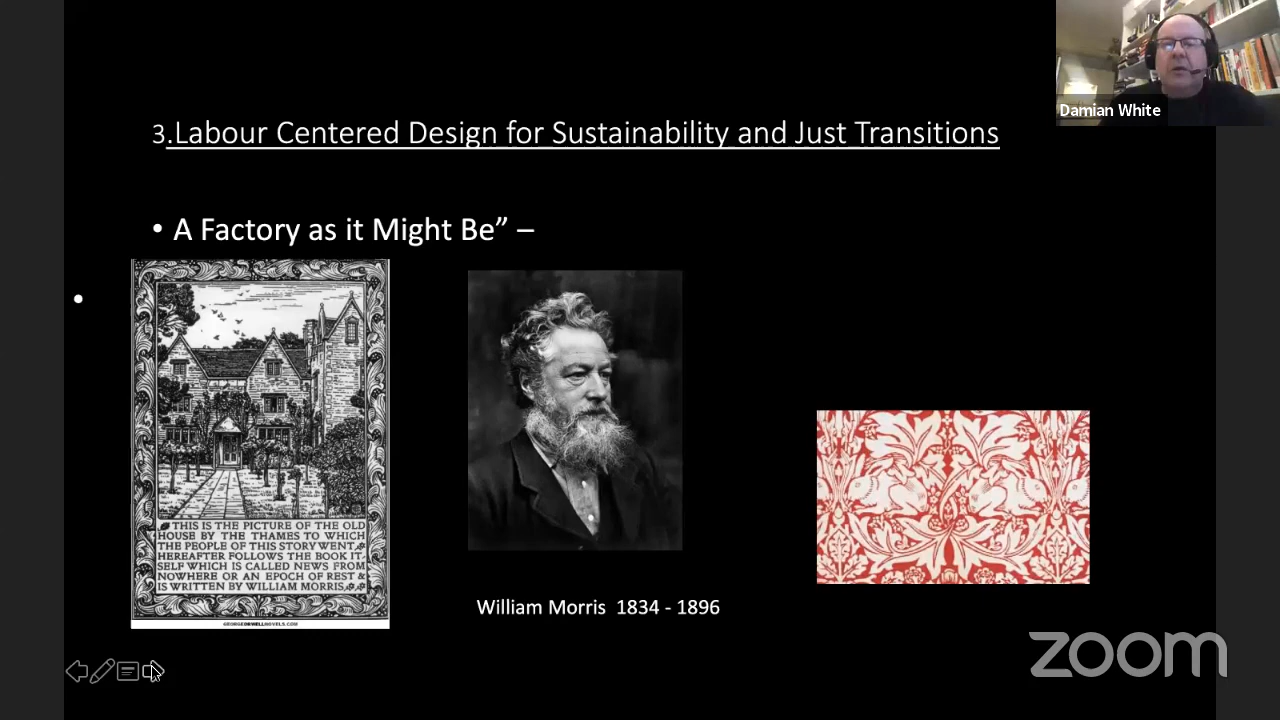 Damian White
3.Labour Centered Design for Sustainability and Just Transitions
• A Factory as it Might Be” –
•
THIS IS THE PICTURE OF THE OLD
HOUSE BY THE THAMES TO WHICH
THE PEOPLE OF THIS STORY WENT
HEREAFTER FOLLOWS THE BOOK IT-
SELF WHICH IS CALLED NEWS FROM
NOWHERE OR AN EPOCH OF REST &
IS WRITTEN BY WILLIAM MORRIS
GEORGEORWELLNOVELS.COM
William Morris 1834 - 1896
zoom